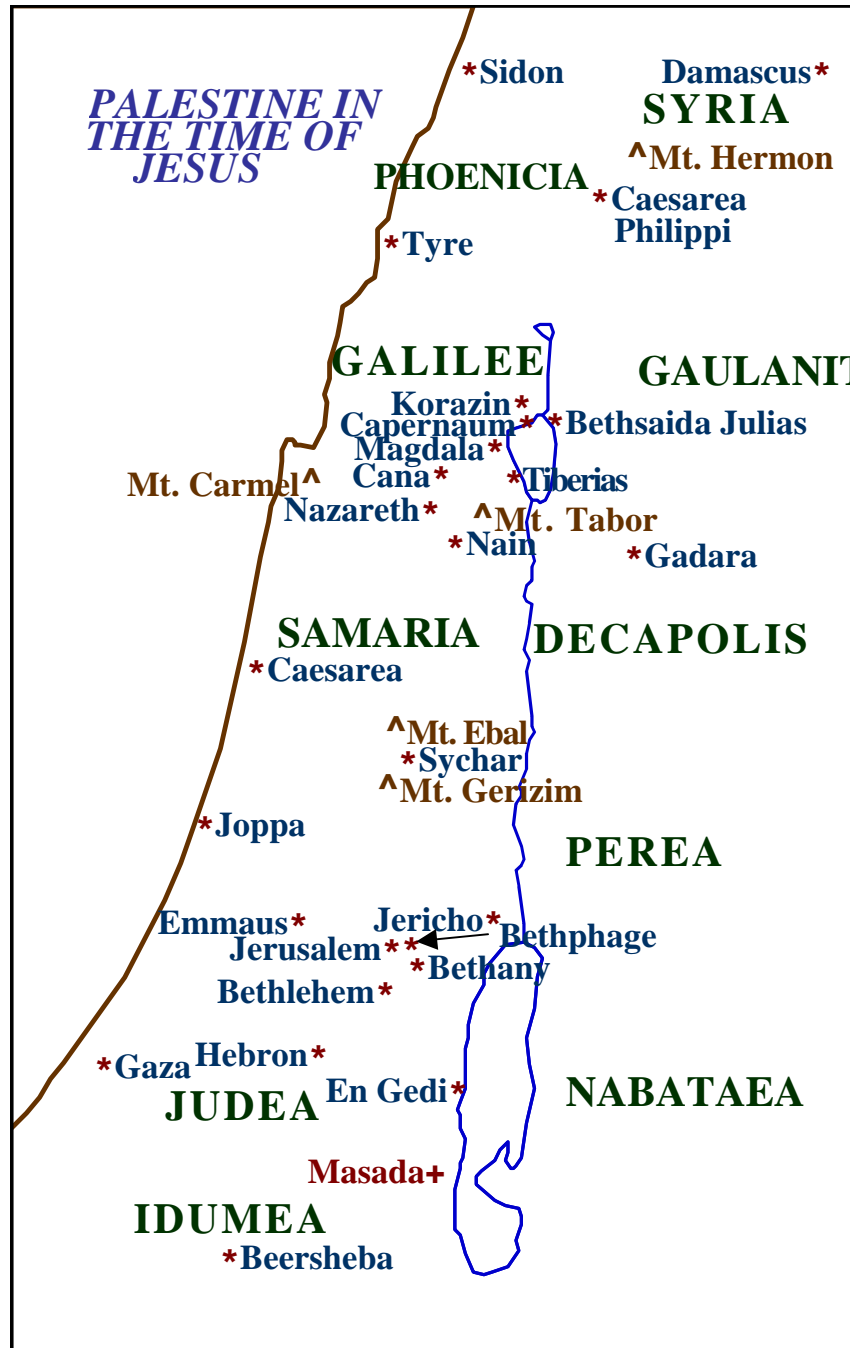 *Sidon
Damascus*
PALESTINE IN
THE TIME OF
JESUS
SYRIA
^Mt. Hermon
PHOENICIA
*Caesarea
Philippi
*Tyre
GALILEE
GAULANIT
Korazin*
Capernaum*
*Bethsaida Julias
Magdala*
Mt. Carmel^
Cana*
*Tiberias
Nazareth*
^Mt. Tabor
*Nain
*Gadara
SAMARIA
DECAPOLIS
*Caesarea
^Mt. Ebal
*Sychar
^Mt. Gerizim
*Joppa
PEREA
Emmaus*
Jericho*
Bethphage
Jerusalem* *
*Bethany
Bethlehem*
*Gaza
Hebron*
En Gedi*
JUDEA
NABATAEA
Masada+
IDUMEA
*Beersheba